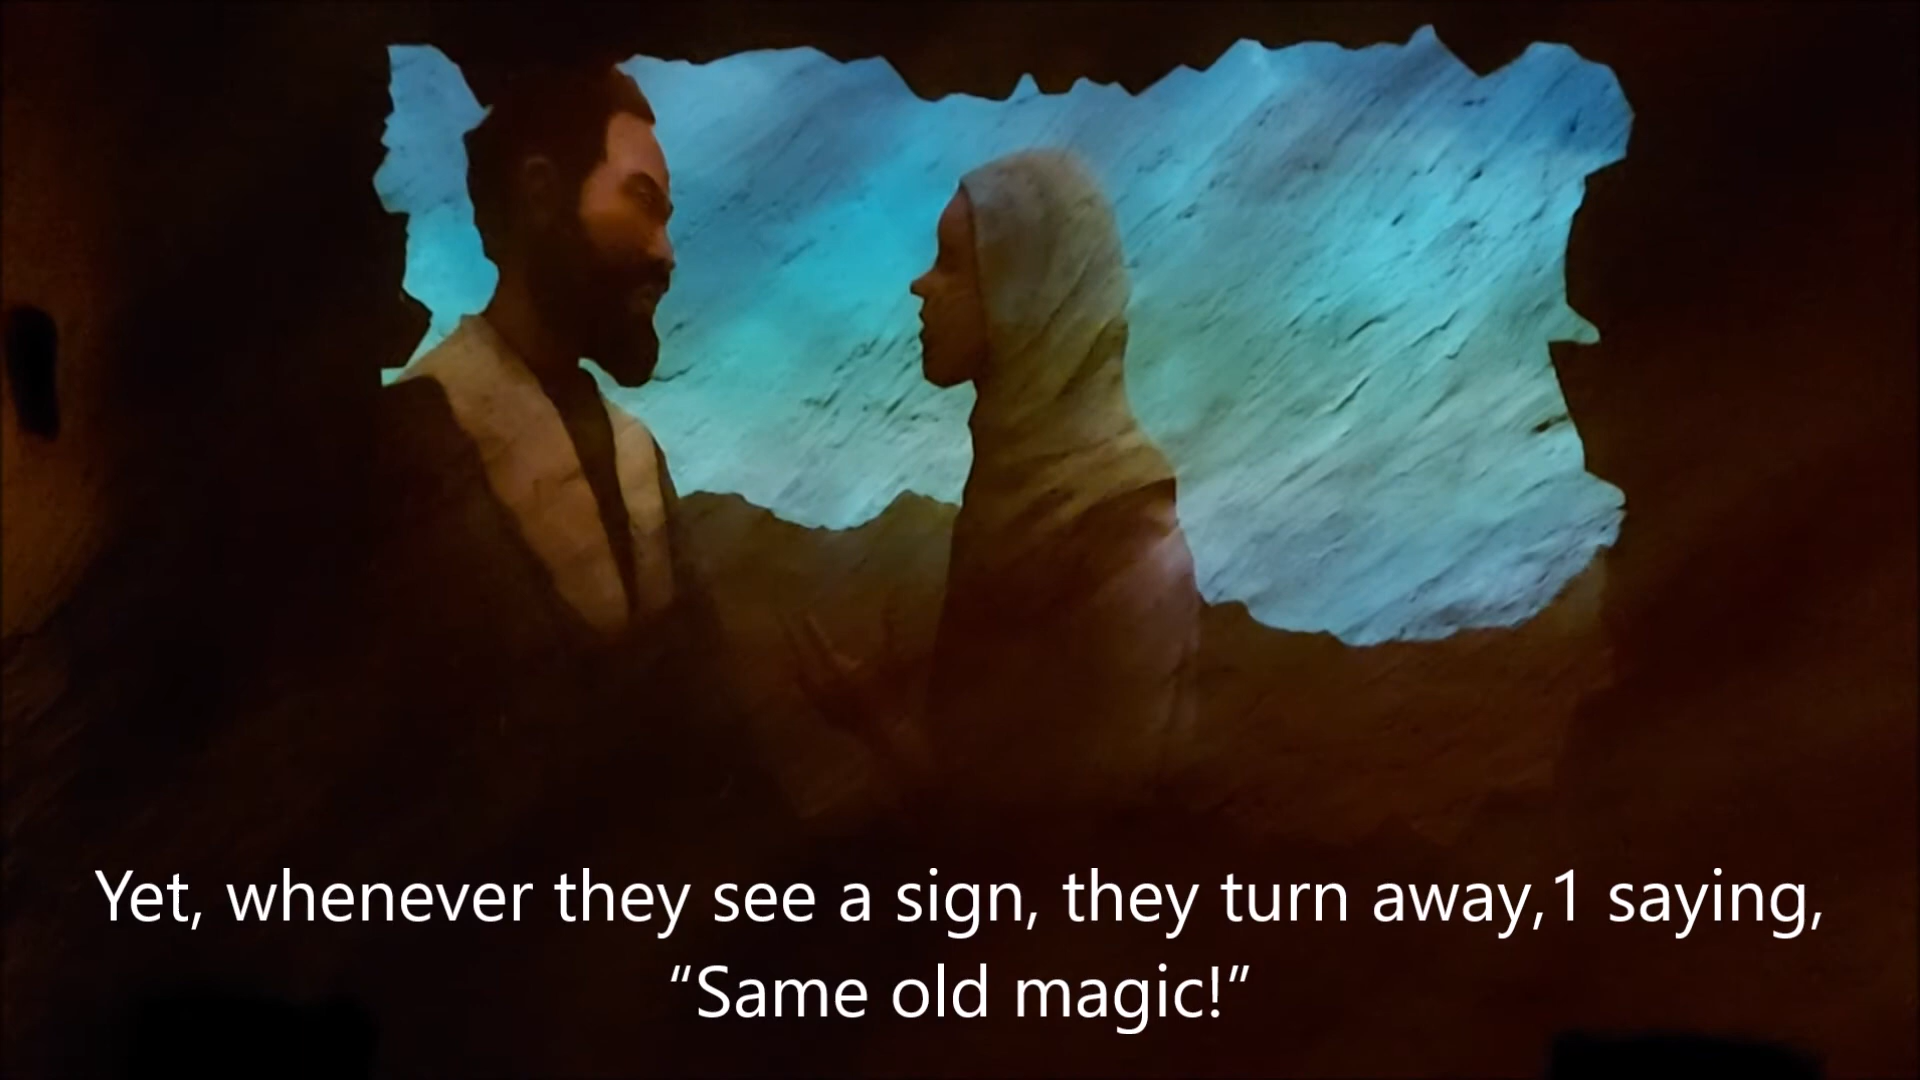 Yet, whenever they see a sign, they turn away,1 saying,
“Same old magic!”